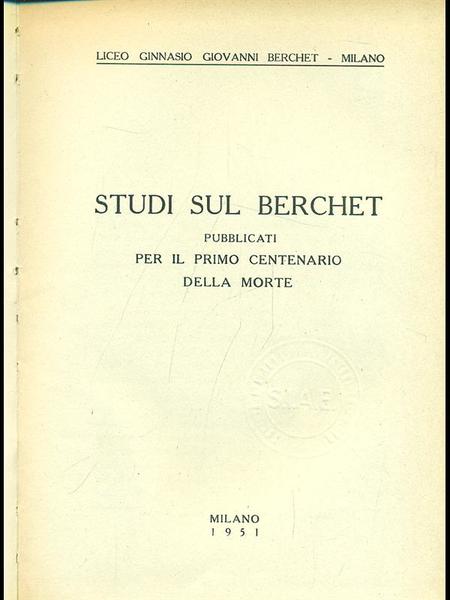 LICEO GINNASIO GIOVANNI BERCHET - MILANO
STUDI SUL BERCHET
PUBBLICATI
PER IL PRIMO CENTENARIO
DELLA MORTE
S.I.A.E.
MILANO
1951